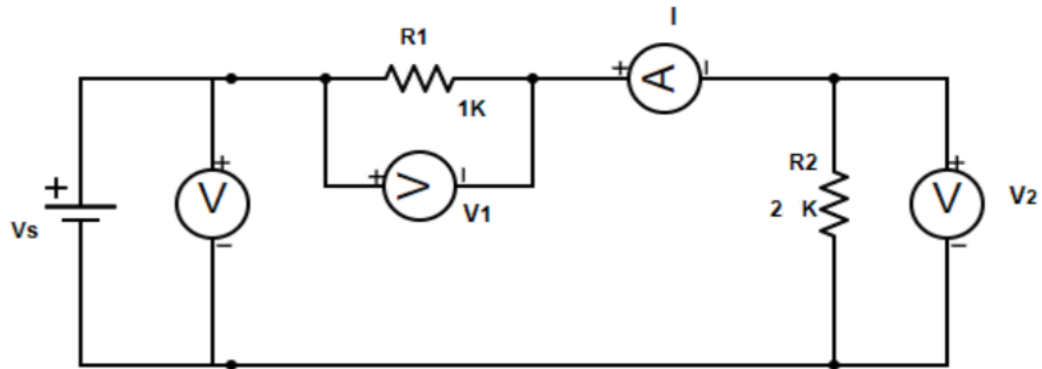 I
R1
+ A -
1K
R2
+
Vs
+ V -
+ V -
V1
2 K
+ V -
V2